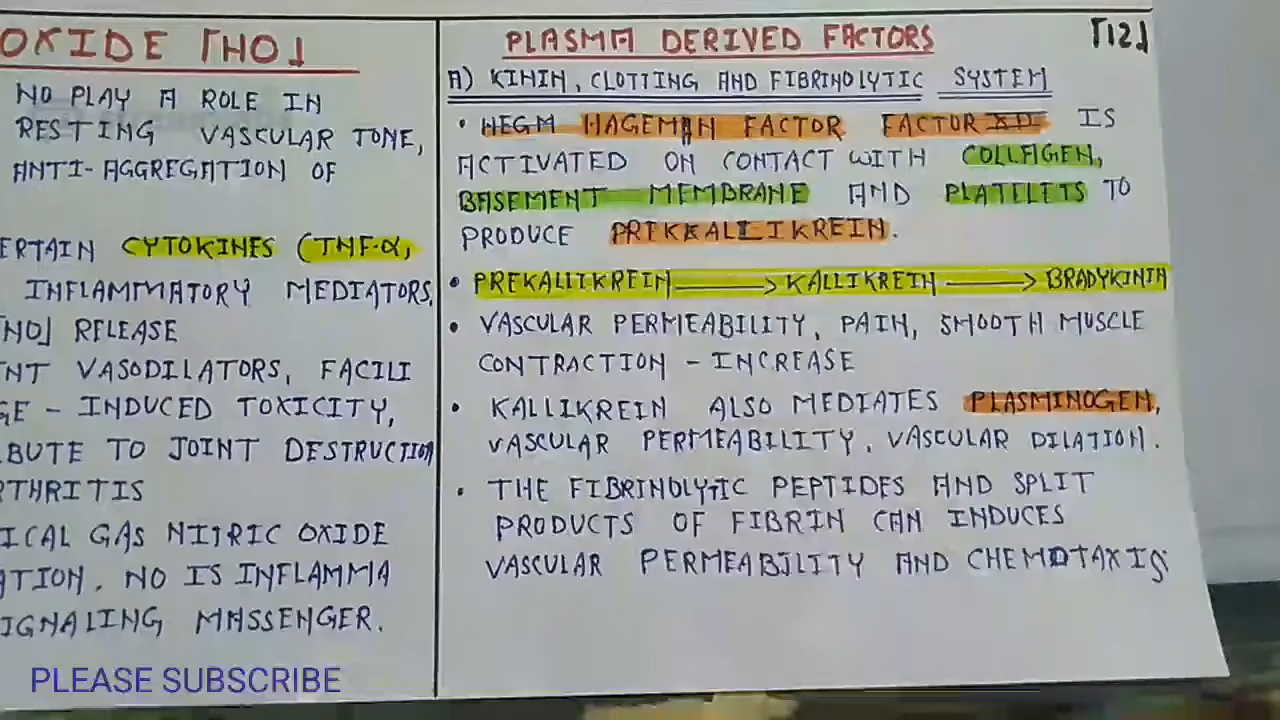 OXIDE [NO]
NO PLAY A ROLE IN
RESTING VASCULAR TONE,
ANTI-AGGREGATION OF
ERTAIN CYTOKINES (TNF-α,
INFLAMMATORY MEDIATORS,
[NO] RELEASE
ENT VASODILATORS, FACILI
GE - INDUCED TOXICITY,
BUTE TO JOINT DESTRUCTION
RTHRITIS
ICAL GAS NITRIC OXIDE
ATION. NO IS INFLAMMA
IGNALING MASSENGER.
PLASMA DERIVED FACTORS
[12]
A) KININ, CLOTTING AND FIBRINOLYTIC SYSTEM
• HEGM HAGEMAN FACTOR FACTOR XII IS
ACTIVATED ON CONTACT WITH COLLAGEN,
BASEMENT MEMBRANE AND PLATELETS TO
PRODUCE PREKKALLIKREIN.
• PREKALLIKREIN → KALLIKREIN → BRADYKININ
• VASCULAR PERMEABILITY, PAIN, SMOOTH MUSCLE
CONTRACTION - INCREASE
• KALLIKREIN ALSO MEDIATES PLASMINOGEN,
VASCULAR PERMEABILITY, VASCULAR DILATION.
• THE FIBRINOLYTIC PEPTIDES AND SPLIT
PRODUCTS OF FIBRIN CAN INDUCES
VASCULAR PERMEABILITY AND CHEMOTAXIS
PLEASE SUBSCRIBE